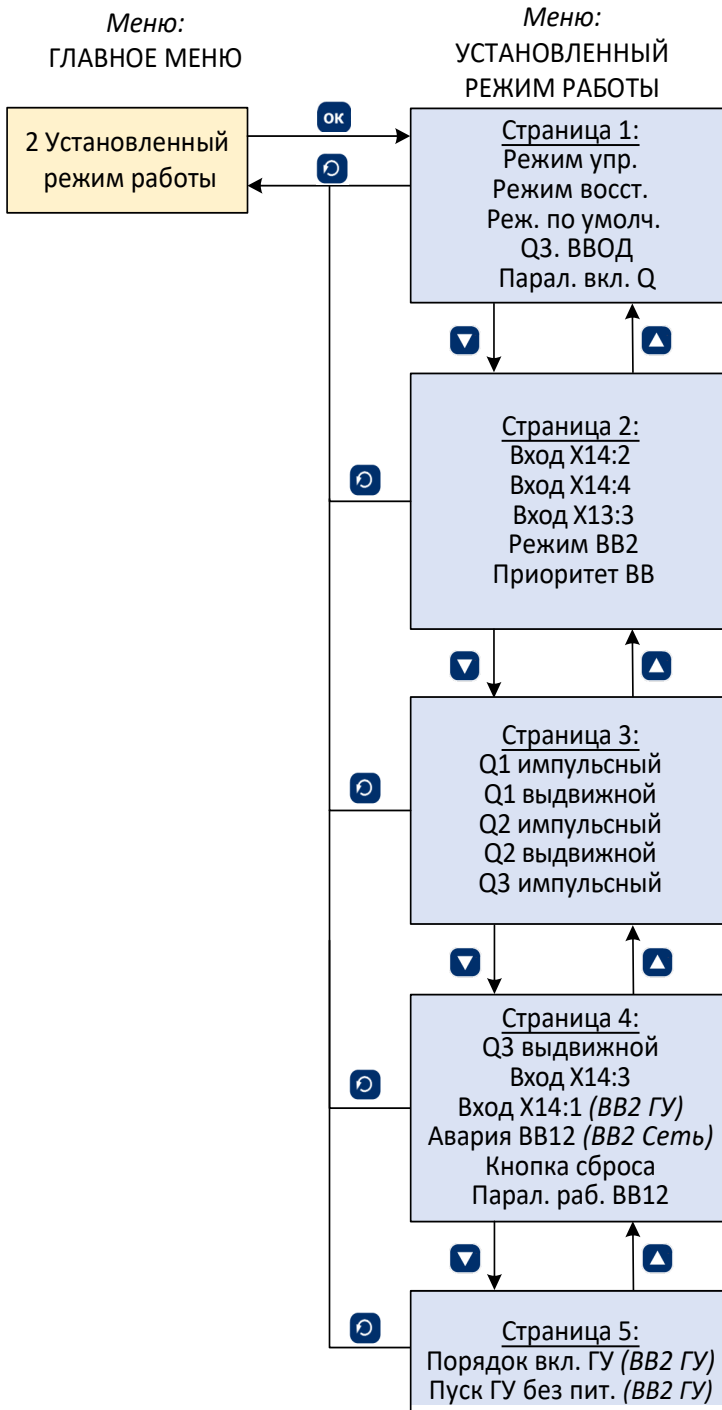 Меню:
ГЛАВНОЕ МЕНЮ
Меню:
УСТАНОВЛЕННЫЙ
РЕЖИМ РАБОТЫ
2 Установленный
режим работы
ОК
Страница 1:
Режим упр.
Режим восст.
Реж. по умолч.
Q3. ВВОД
Парал. вкл. Q
Страница 2:
Вход X14:2
Вход X14:4
Вход X13:3
Режим ВВ2
Приоритет ВВ
Страница 3:
Q1 импульсный
Q1 выдвижной
Q2 импульсный
Q2 выдвижной
Q3 импульсный
Страница 4:
Q3 выдвижной
Вход X14:3
Вход X14:1 (ВВ2 ГУ)
Авария ВВ12 (ВВ2 Сеть)
Кнопка сброса
Парал. раб. ВВ12
Страница 5:
Порядок вкл. ГУ (ВВ2 ГУ)
Пуск ГУ без пит. (ВВ2 ГУ)